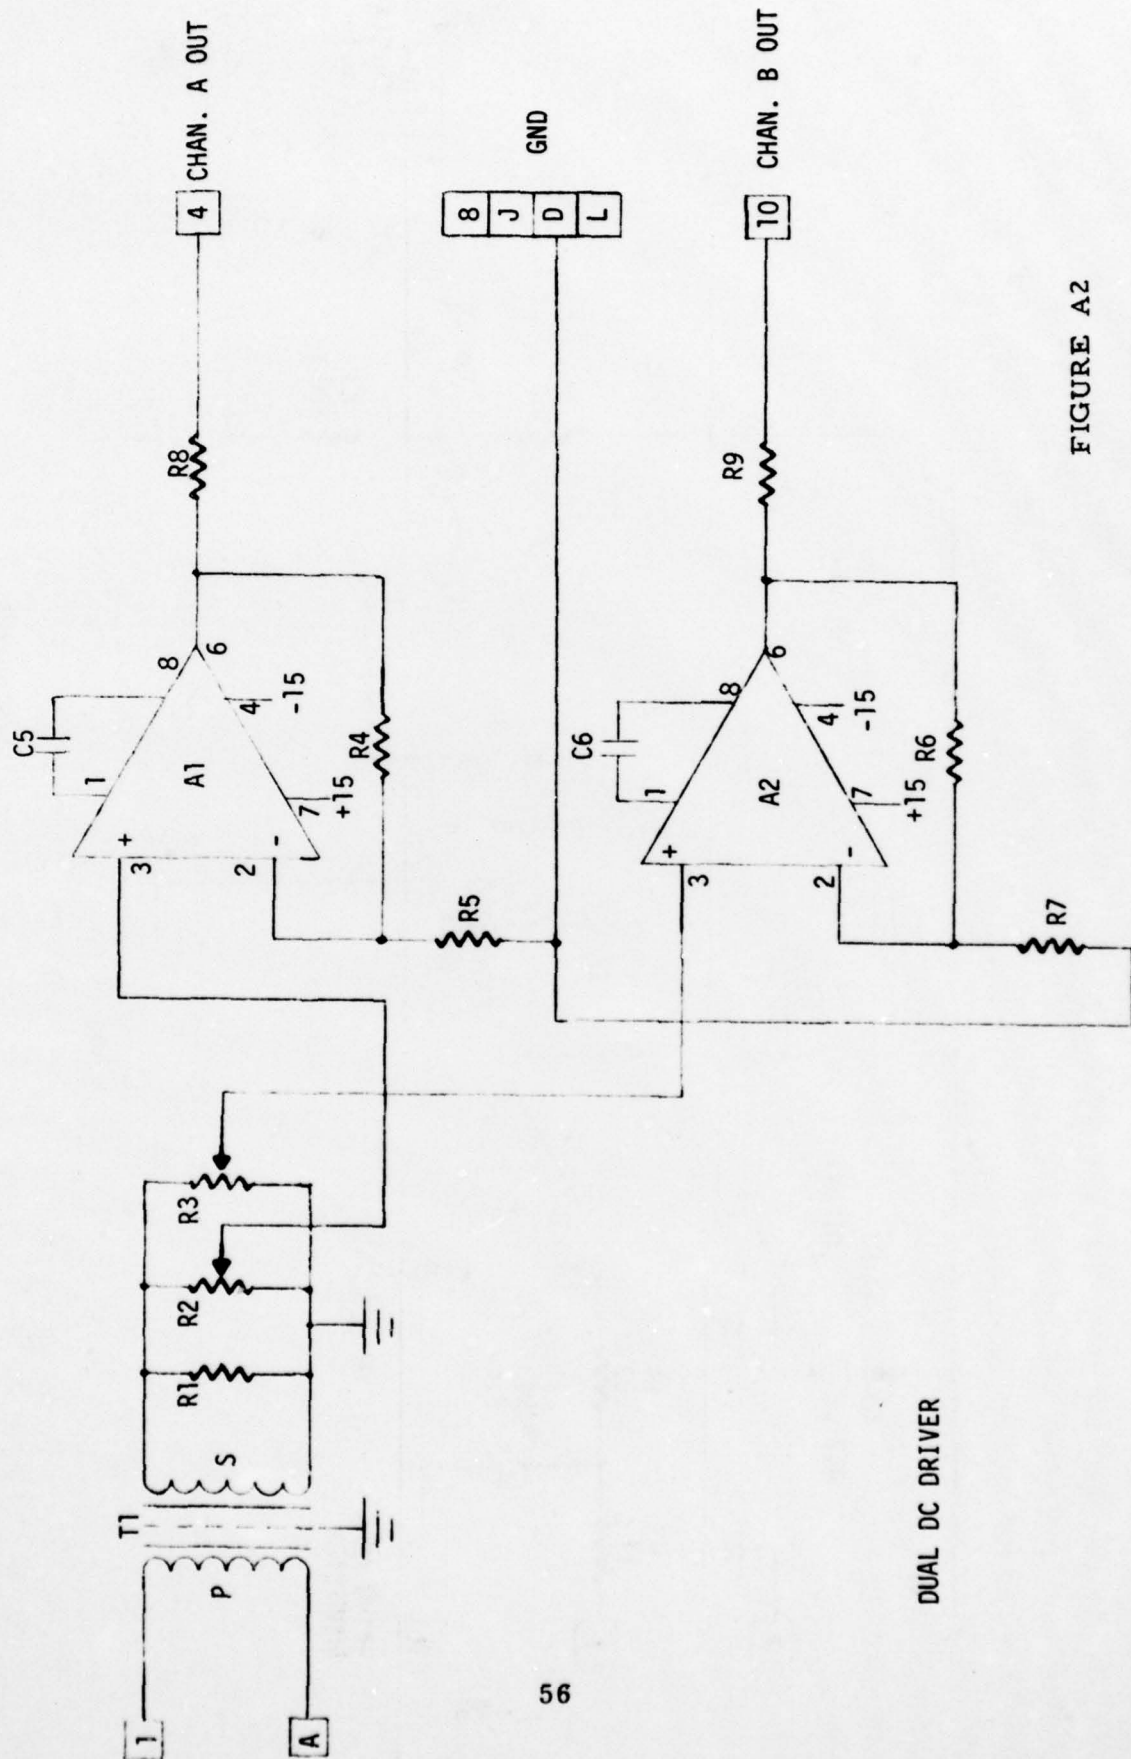 1
A
P
T1
S
R1
R2
R3
3
+
2
-
A1
1
C5
8
6
4
-15
7
+15
R4
R5
R8
4
CHAN. A OUT
8
J
D
L
GND
3
+
2
-
A2
1
C6
8
6
4
-15
7
+15
R6
R7
R9
10
CHAN. B OUT
DUAL DC DRIVER
FIGURE A2
56